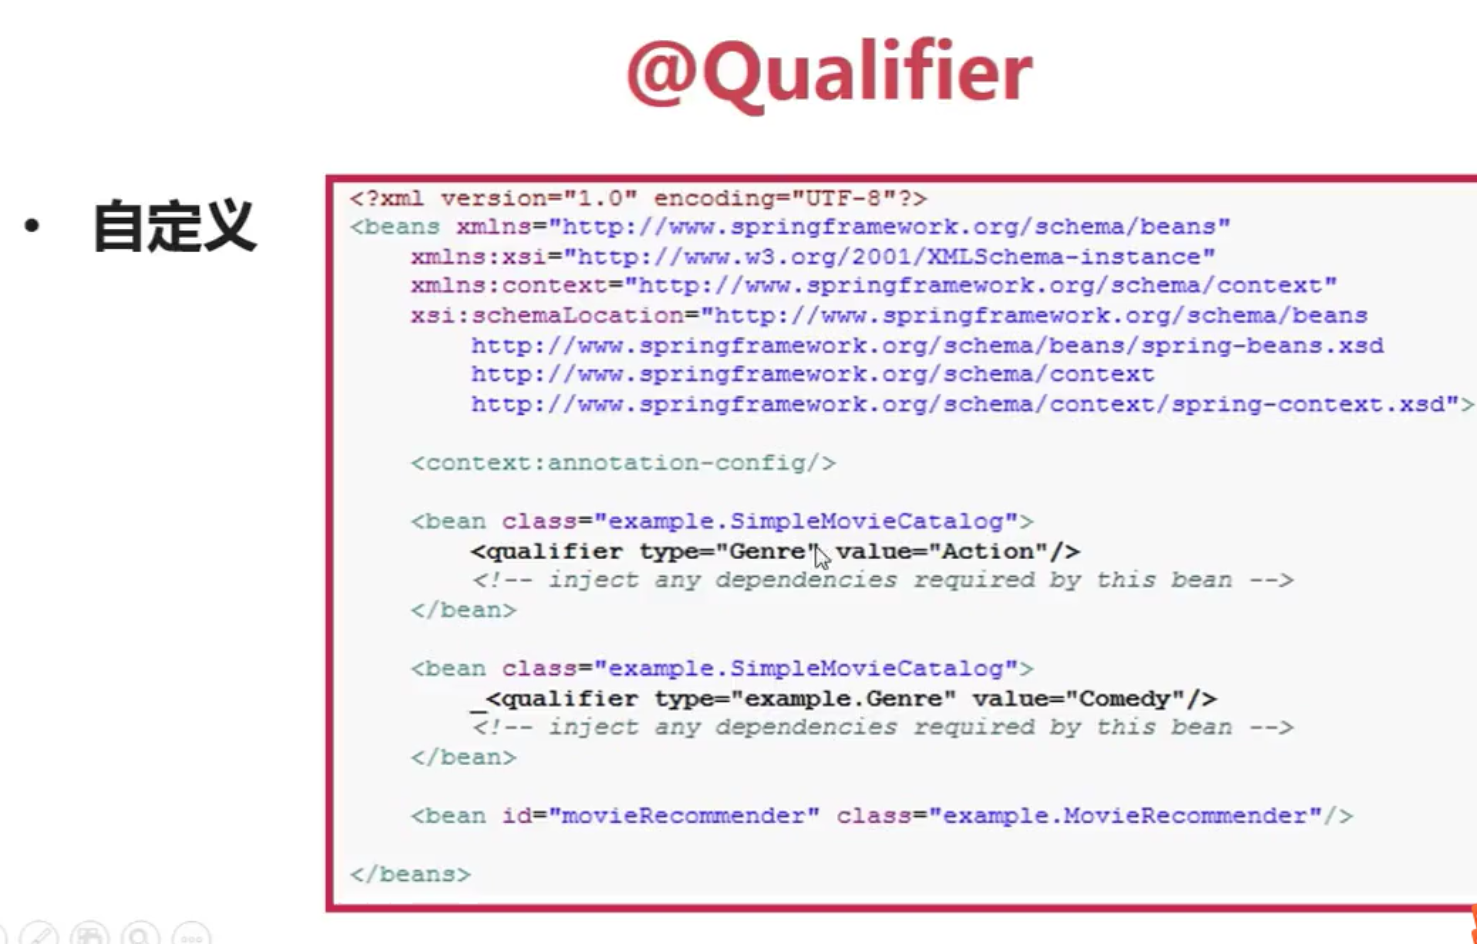 @Qualifier
• 自定义
<?xml version="1.0" encoding="UTF-8"?>
<beans xmlns="http://www.springframework.org/schema/beans"
xmlns:xsi="http://www.w3.org/2001/XMLSchema-instance"
xmlns:context="http://www.springframework.org/schema/context"
xsi:schemaLocation="http://www.springframework.org/schema/beans
http://www.springframework.org/schema/beans/spring-beans.xsd
http://www.springframework.org/schema/context
http://www.springframework.org/schema/context/spring-context.xsd">
<context:annotation-config/>
<bean class="example.SimpleMovieCatalog">
<qualifier type="Genre" value="Action"/>
<!-- inject any dependencies required by this bean -->
</bean>
<bean class="example.SimpleMovieCatalog">
_<qualifier type="example.Genre" value="Comedy"/>
<!-- inject any dependencies required by this bean -->
</bean>
<bean id="movieRecommender" class="example.MovieRecommender"/>
</beans>